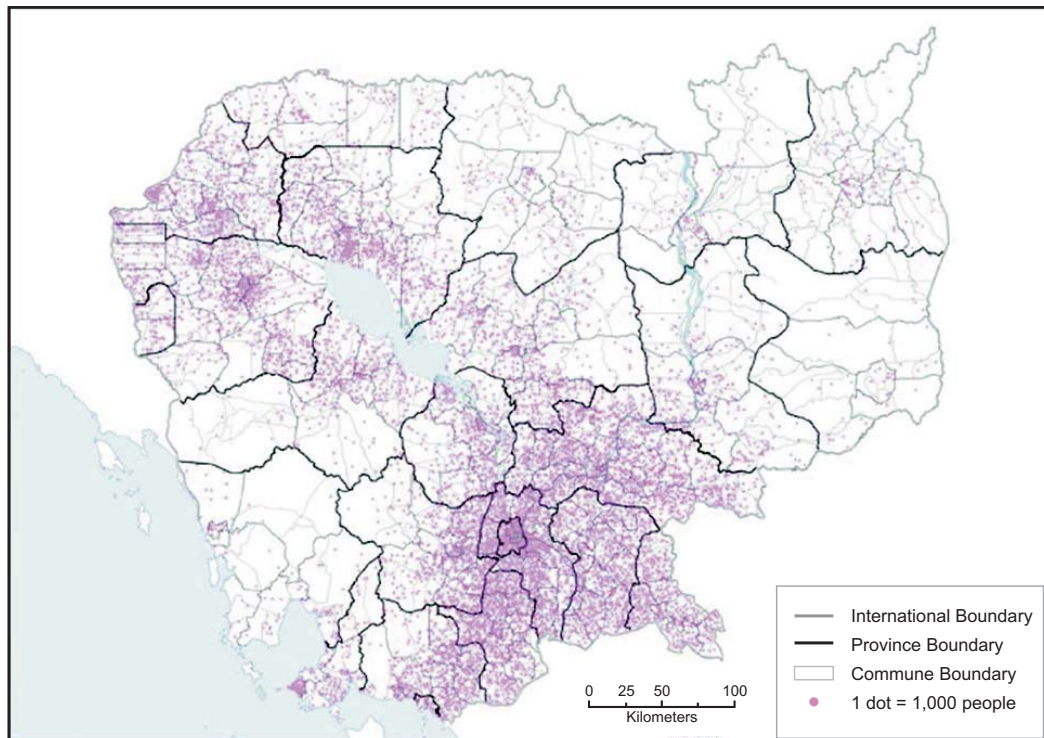 International Boundary
Province Boundary
Commune Boundary
1 dot = 1,000 people
0 25 50 100
Kilometers